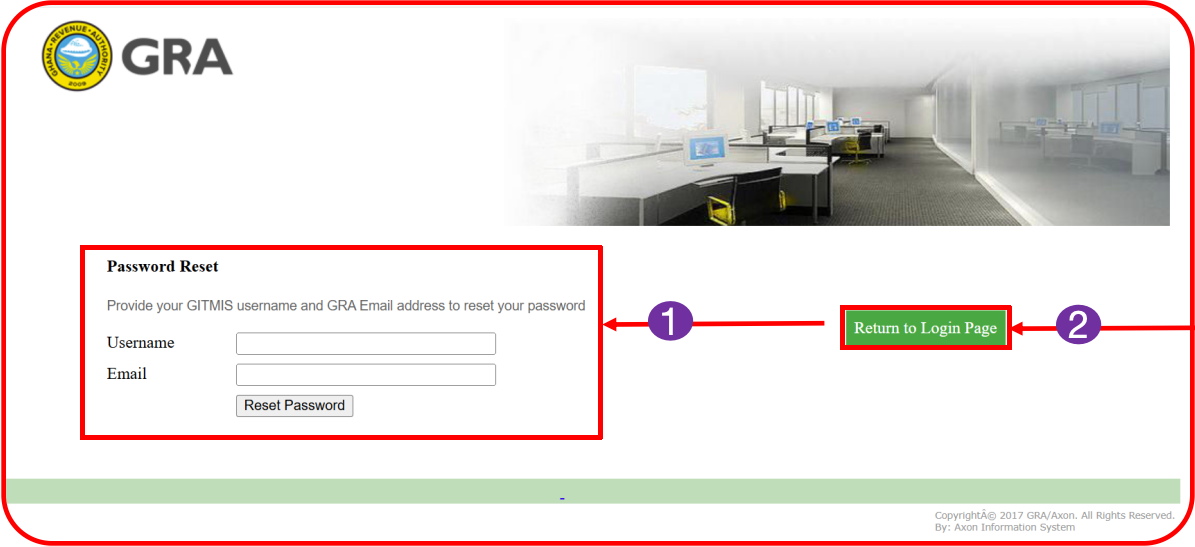 GHANA·REVENUE·AUTHORITY
2009
GRA
Password Reset
Provide your GITMIS username and GRA Email address to reset your password
Username
Email
Reset Password
1
Return to Login Page
2
-
Copyright© 2017 GRA/Axon. All Rights Reserved.
By: Axon Information System